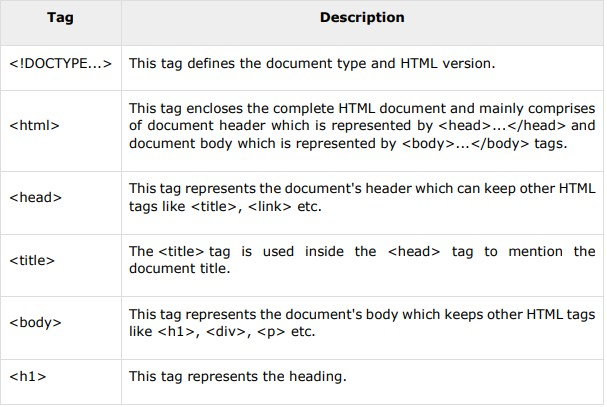 Tag Description
<!DOCTYPE...> This tag defines the document type and HTML version.
<html>
This tag encloses the complete HTML document and mainly comprises
of document header which is represented by <head>...</head> and
document body which is represented by <body>...</body> tags.
<head>
This tag represents the document's header which can keep other HTML
tags like <title>, <link> etc.
<title>
The <title> tag is used inside the <head> tag to mention the
document title.
<body>
This tag represents the document's body which keeps other HTML tags
like <h1>, <div>, <p> etc.
<h1> This tag represents the heading.